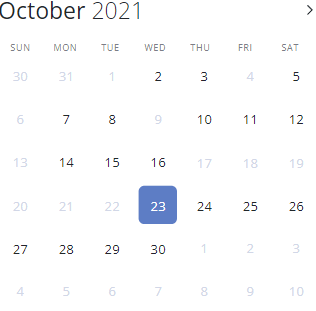 October 2021
SUN MON TUE WED THU FRI SAT
30 31 1 2 3 4 5
6 7 8 9 10 11 12
13 14 15 16 17 18 19
20 21 22 23 24 25 26
27 28 29 30 1 2 3
4 5 6 7 8 9 10